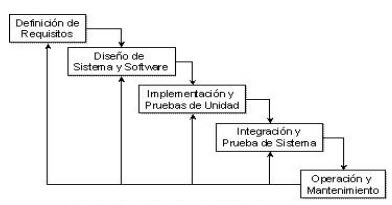 Definición de
Requisitos
Diseño de
Sistema y Software
Implementación y
Pruebas de Unidad
Integración y
Prueba de Sistema
Operación y
Mantenimiento